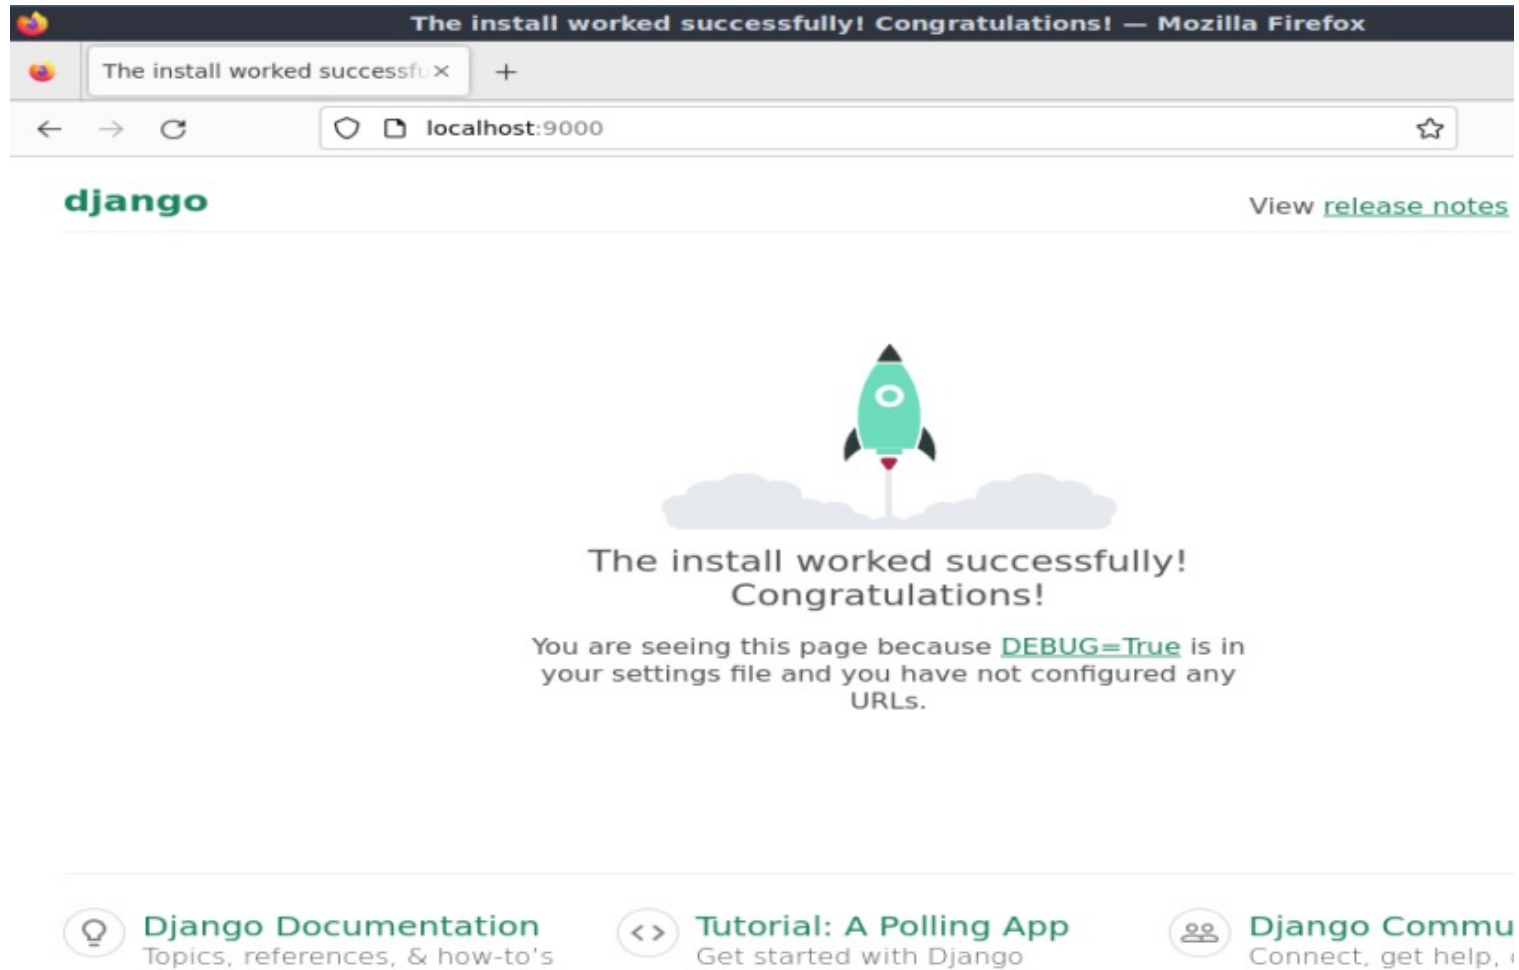 The install worked successfully! Congratulations! — Mozilla Firefox
The install worked successfu
localhost:9000
django
View release notes
The install worked successfully!
Congratulations!
You are seeing this page because DEBUG=True is in
your settings file and you have not configured any
URLs.
Django Documentation
Topics, references, & how-to's
Tutorial: A Polling App
Get started with Django
Django Commu
Connect, get help,